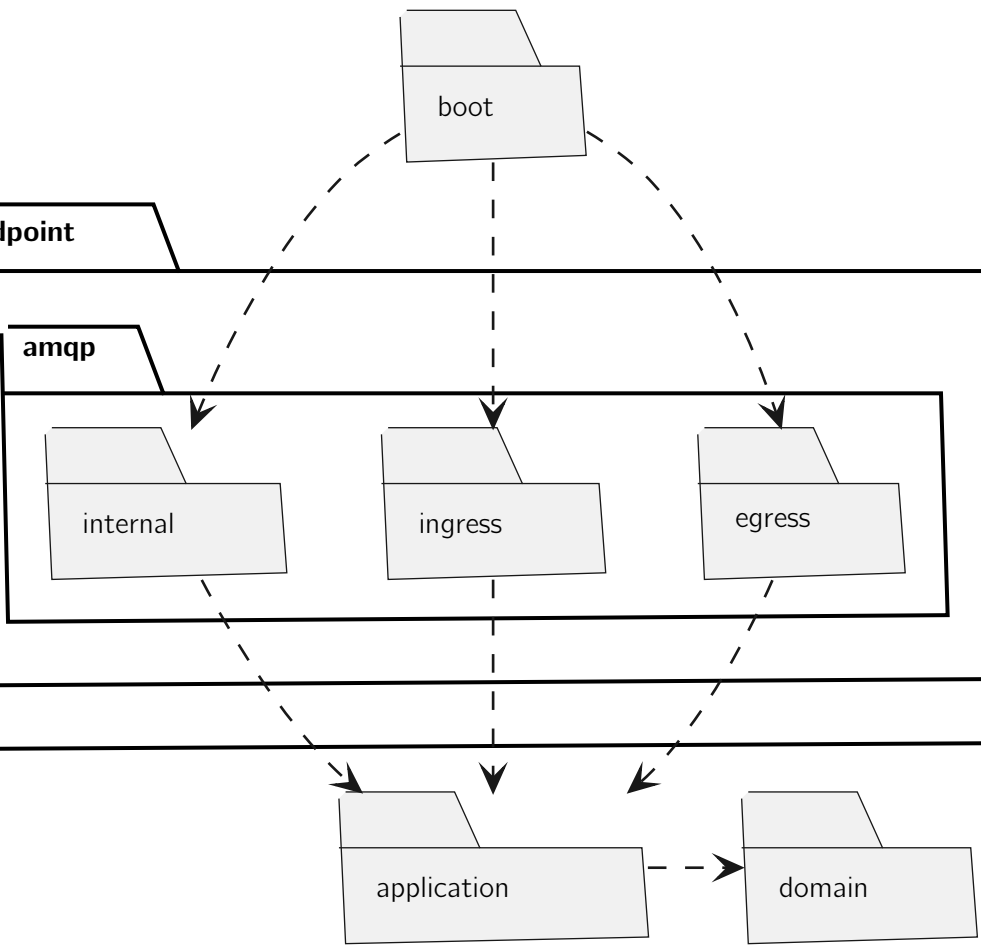 boot
dpoint
amqp
internal
ingress
egress
application
domain